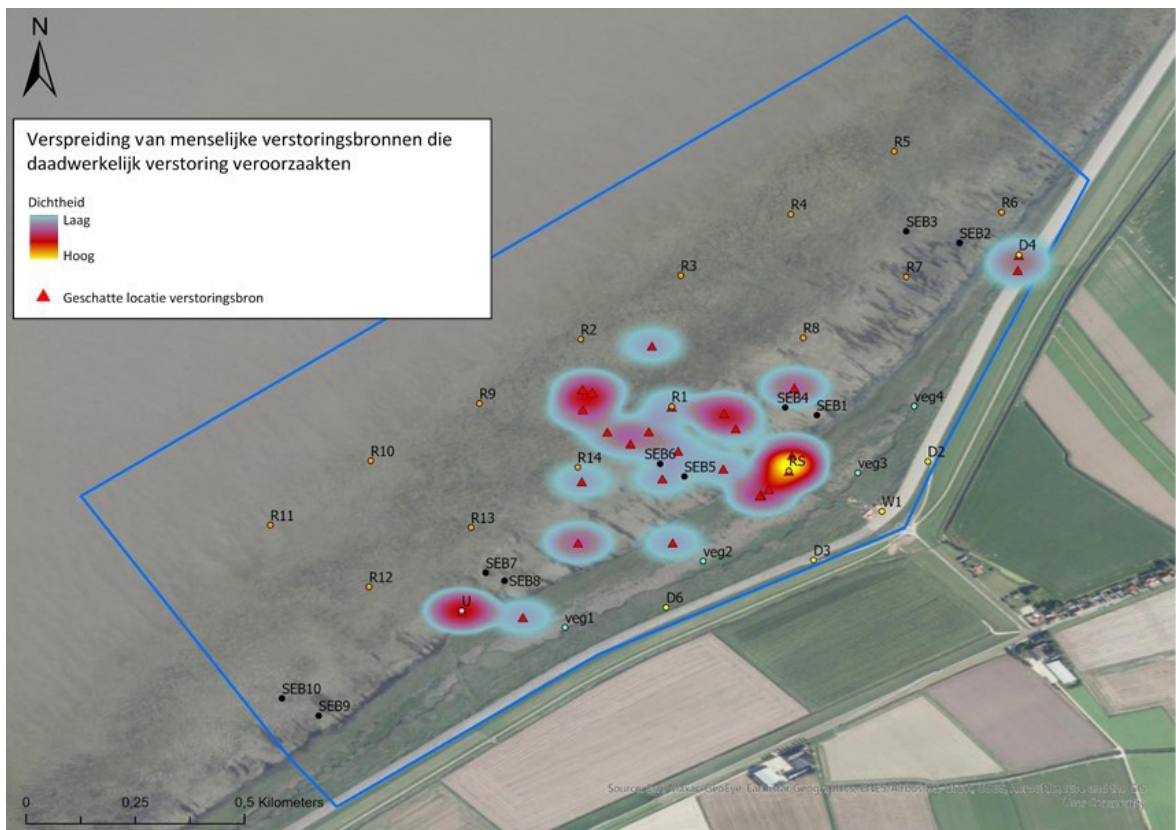 N
Verspreiding van menselijke verstoringsbronnen die
daadwerkelijk verstoring veroorzaakten
Dichtheid
Laag
Hoog
Geschatte locatie verstoringsbron
R5
R4
R6
SEB3
SEB2
D4
R3
R7
R2
R8
R9
R1
SEB4
SEB1
veg4
R10
R14
SEB6
SEB5
RS
veg3
D2
R11
R13
W1
SEB7
SEB8
veg2
D3
R12
U
veg1
D6
SEB10
SEB9
0 0,25 0,5 Kilometers